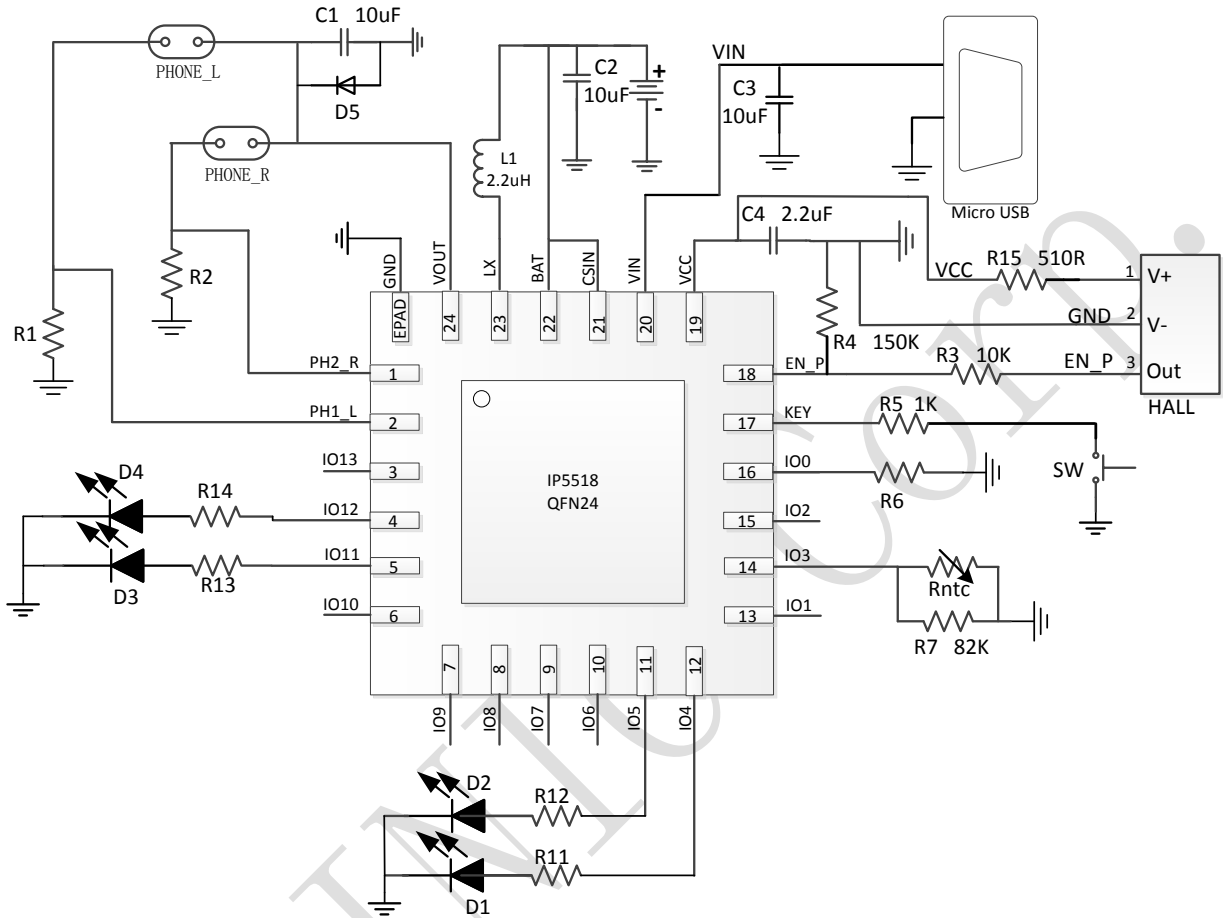 C1 10uF
PHONE_L
D5
PHONE_R
R1
R2
L1
2.2uH
C2
10uF
+
-
VIN
C3
10uF
Micro USB
C4 2.2uF
GND
VOUT
LX
BAT
CSIN
VIN
VCC
EPAD
24
23
22
21
20
19
VCC
R15 510R
1 V+
GND 2 V-
R4 150K
R3 10K
EN_P 3 Out
HALL
PH2_R 1
PH1_L 2
IO13 3
IO12 4
IO11 5
IO10 6
D4
R14
D3
R13
IP5518
QFN24
18 EN_P
17 KEY
16 IO0
15 IO2
14 IO3
13 IO1
R5 1K
SW
R6
Rntc
R7 82K
7
8
9
10
11
12
IO9
IO8
IO7
IO6
IO5
IO4
D2
R12
R11
D1
INIC Corp.